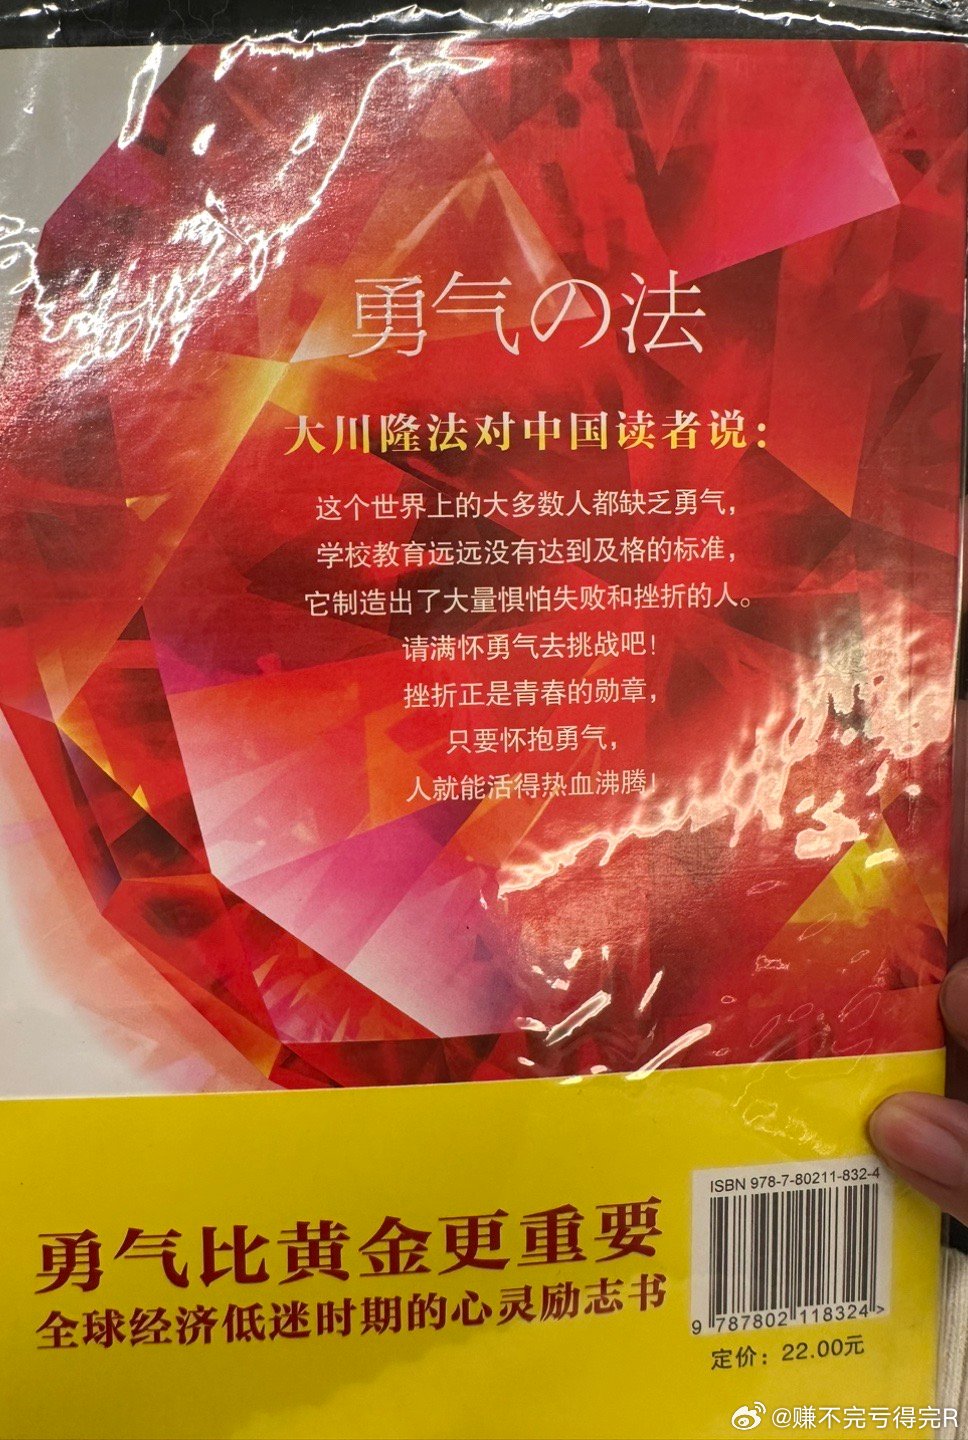 勇气の法
大川隆法对中国读者说：
这个世界上的大多数人都缺乏勇气，
学校教育远远没有达到及格的标准，
它制造出了大量惧怕失败和挫折的人。
请满怀勇气去挑战吧！
挫折正是青春的勋章，
只要怀抱勇气，
人就能活得热血沸腾！
ISBN 978-7-80211-832-4
勇气比黄金更重要
全球经济低迷时期的心灵励志书
9 787802 118324 >
定价：22.00元
@赚不完亏得完R